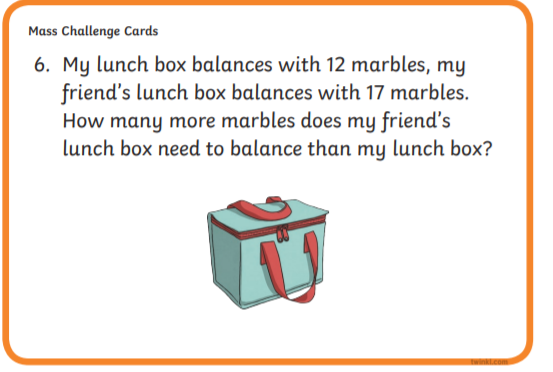 Mass Challenge Cards
6. My lunch box balances with 12 marbles, my
friend's lunch box balances with 17 marbles.
How many more marbles does my friend's
lunch box need to balance than my lunch box?
twinkl.com